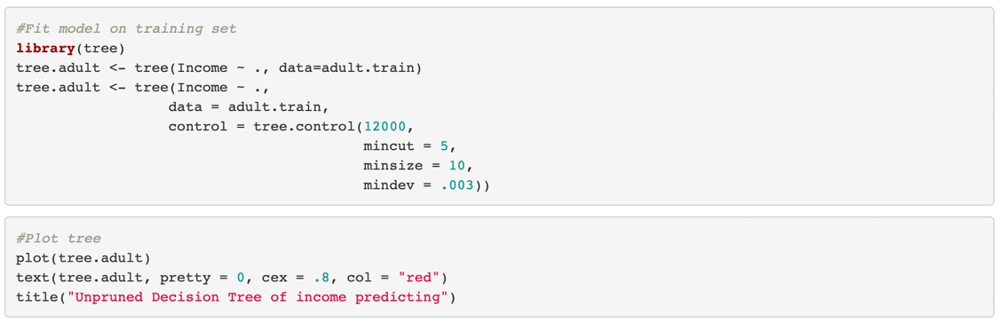 #Fit model on training set
library(tree)
tree.adult <- tree(Income ~ ., data=adult.train)
tree.adult <- tree(Income ~ .,
                   data = adult.train,
                   control = tree.control(12000,
                                          mincut = 5,
                                          minsize = 10,
                                          mindev = .003))
#Plot tree
plot(tree.adult)
text(tree.adult, pretty = 0, cex = .8, col = "red")
title("Unpruned Decision Tree of income predicting")